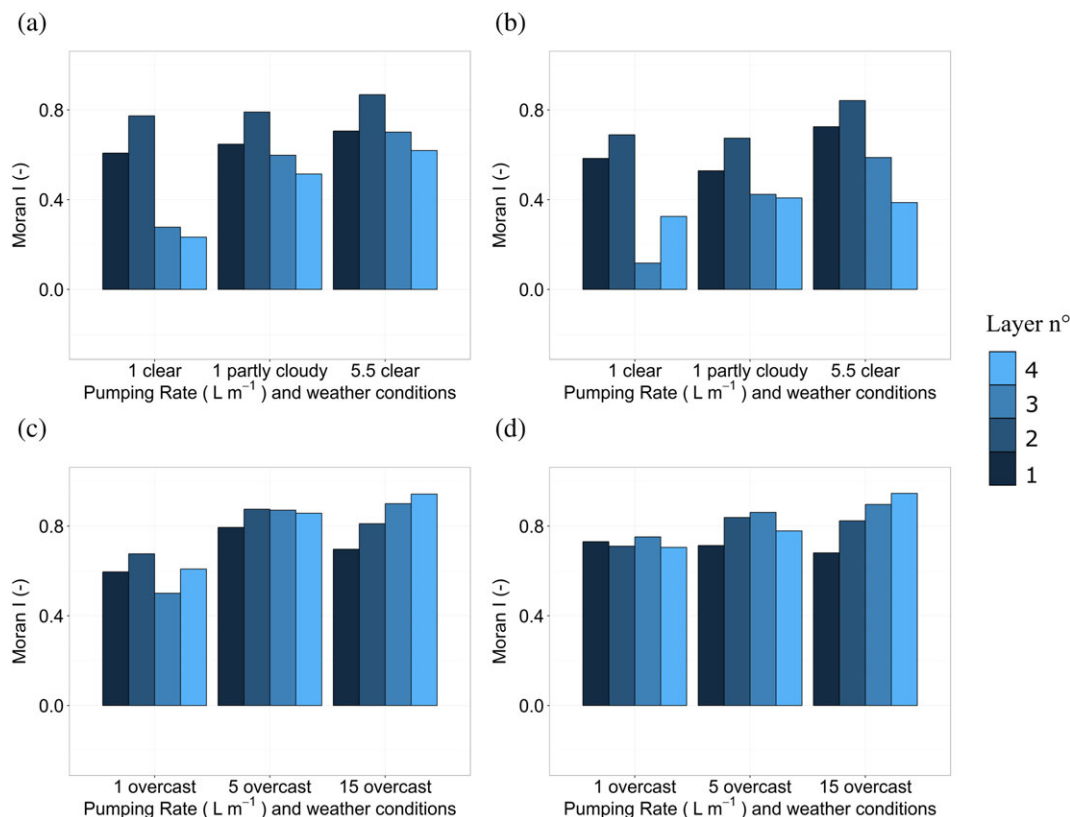 (a)
0.8
0.4
0.0
Moran I (-)
1 clear 1 partly cloudy 5.5 clear
Pumping Rate ( L m⁻¹ ) and weather conditions
(b)
0.8
0.4
0.0
Moran I (-)
1 clear 1 partly cloudy 5.5 clear
Pumping Rate ( L m⁻¹ ) and weather conditions
Layer n°
4
3
2
1
(c)
0.8
0.4
0.0
Moran I (-)
1 overcast 5 overcast 15 overcast
Pumping Rate ( L m⁻¹ ) and weather conditions
(d)
0.8
0.4
0.0
Moran I (-)
1 overcast 5 overcast 15 overcast
Pumping Rate ( L m⁻¹ ) and weather conditions